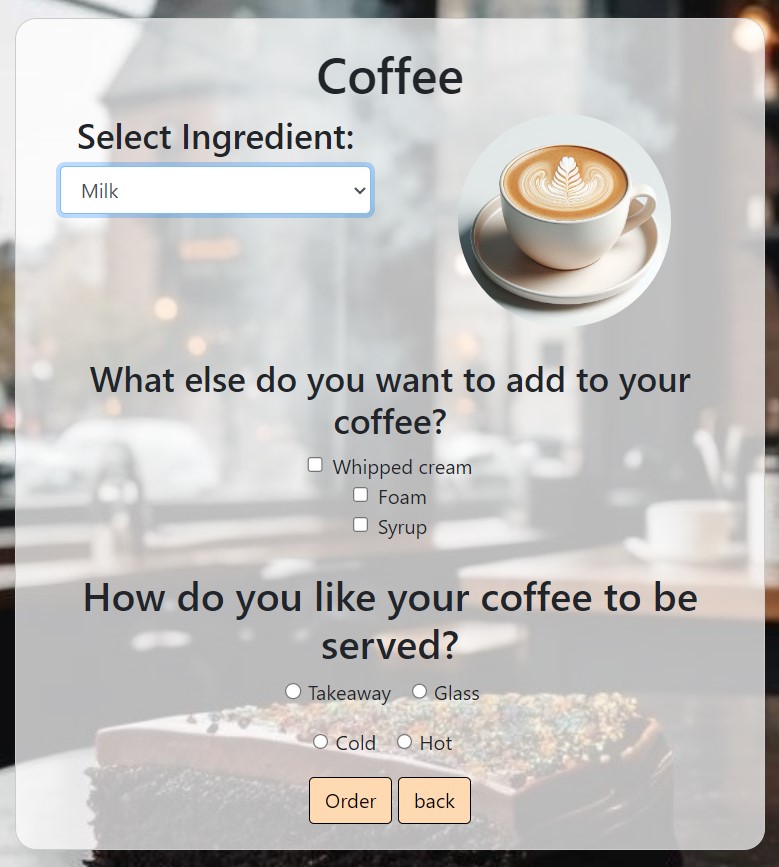 Coffee
Select Ingredient:
Milk
What else do you want to add to your
coffee?
Whipped cream
Foam
Syrup
How do you like your coffee to be
served?
Takeaway Glass
Cold Hot
Order back